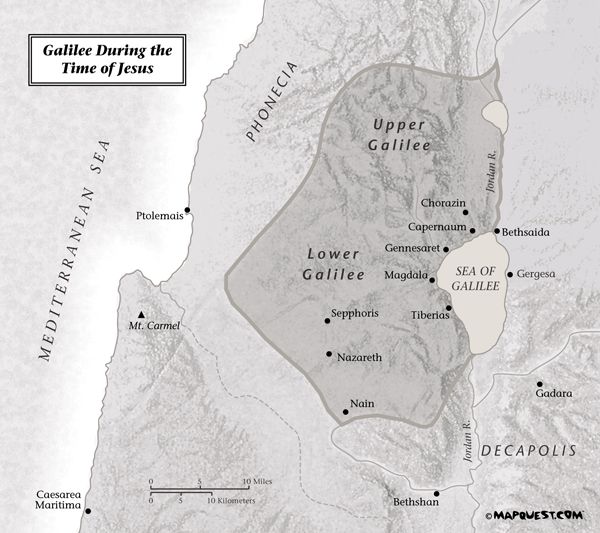 Galilee During the
Time of Jesus
PHONECIA
MEDITERRANEAN SEA
Upper
Galilee
Jordan R.
Chorazin
Ptolemais
Capernaum
Bethsaida
Gennesaret
Lower
Galilee
Magdala
SEA OF
GALILEE
Gergesa
Sepphoris
Tiberias
Mt. Carmel
Nazareth
Gadara
Nain
Jordan R.
DECAPOLIS
0 5 10 Miles
0 5 10 Kilometers
Bethshan
Caesarea
Maritima
© MAPQUEST.COM